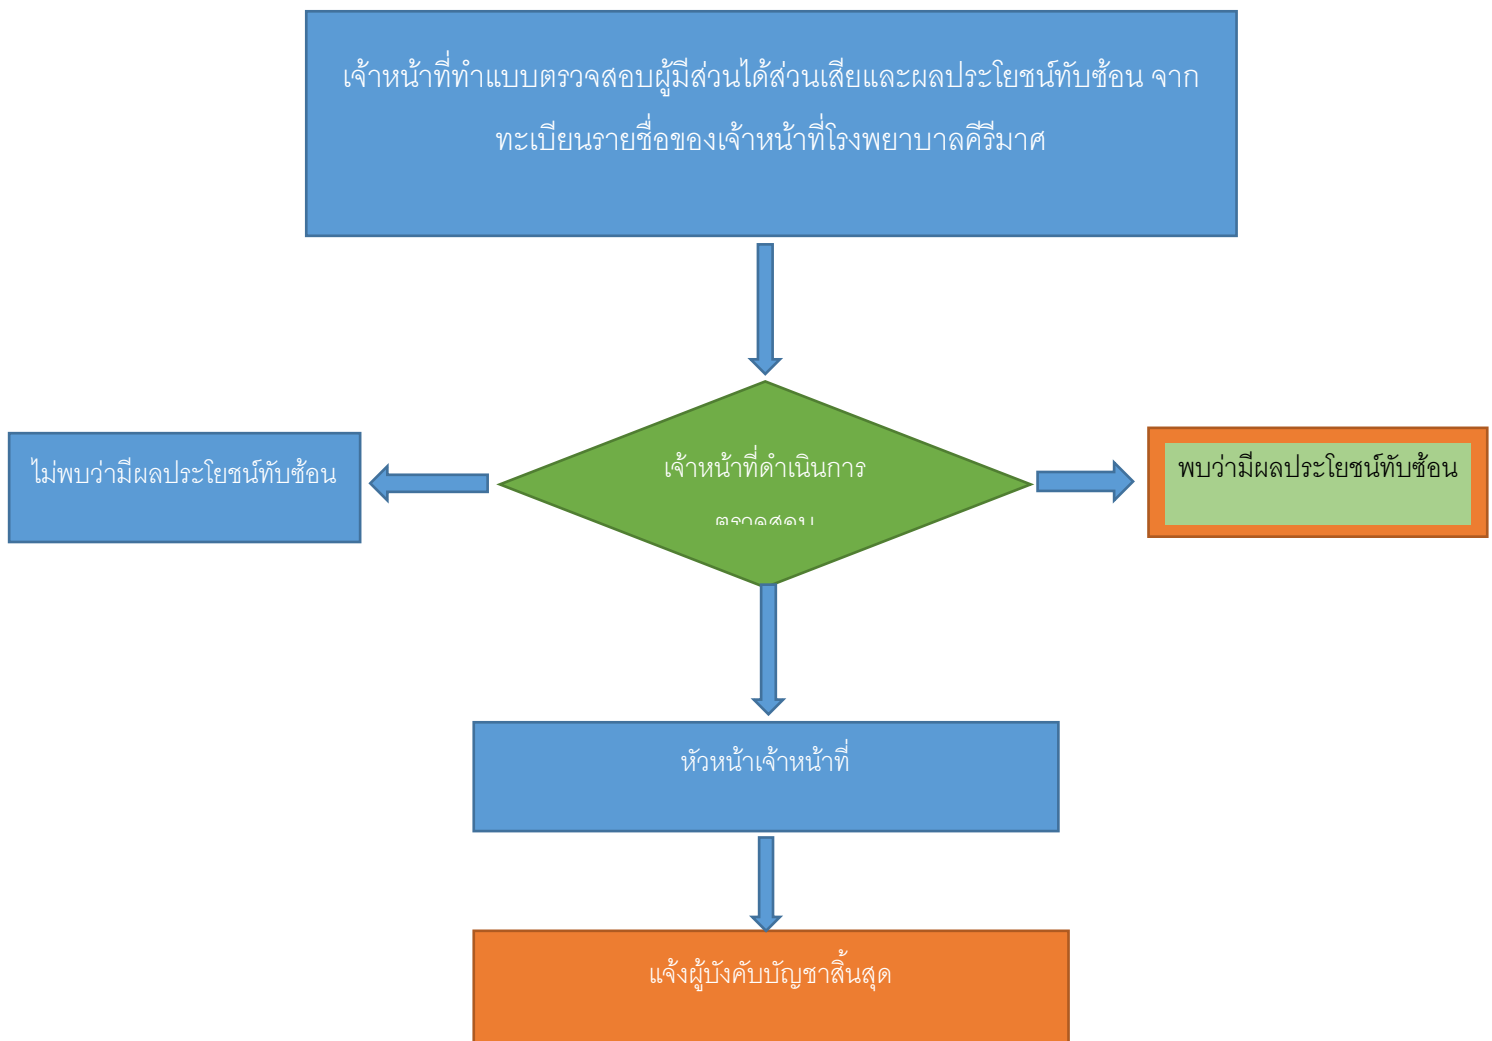 เจ้าหน้าที่ทำแบบตรวจสอบผู้มีส่วนได้ส่วนเสียและผลประโยชน์ทับซ้อน จาก
ทะเบียนรายชื่อของเจ้าหน้าที่โรงพยาบาลคีรีมาศ
ไม่พบว่ามีผลประโยชน์ทับซ้อน
เจ้าหน้าที่ดำเนินการ
ตรวจสอบ
พบว่ามีผลประโยชน์ทับซ้อน
หัวหน้าเจ้าหน้าที่
แจ้งผู้บังคับบัญชาสิ้นสุด